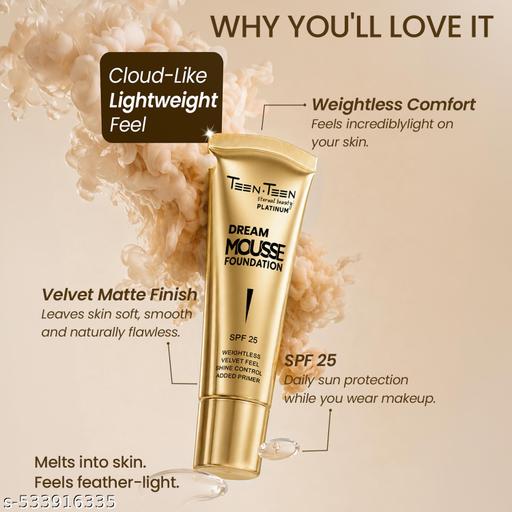 WHY YOU'LL LOVE IT
Cloud-Like
Lightweight
Feel
Weightless Comfort
Feels incrediblylight on
your skin.
TEEN·TEEN
Eternal beauty
PLATINUM
DREAM
MOUSSE
FOUNDATION
SPF 25
WEIGHTLESS
VELVET FEEL
SHINE CONTROL
ADDED PRIMER
Velvet Matte Finish
Leaves skin soft, smooth
and naturally flawless.
SPF 25
Daily sun protection
while you wear makeup.
Melts into skin.
Feels feather-light.
s-533916335